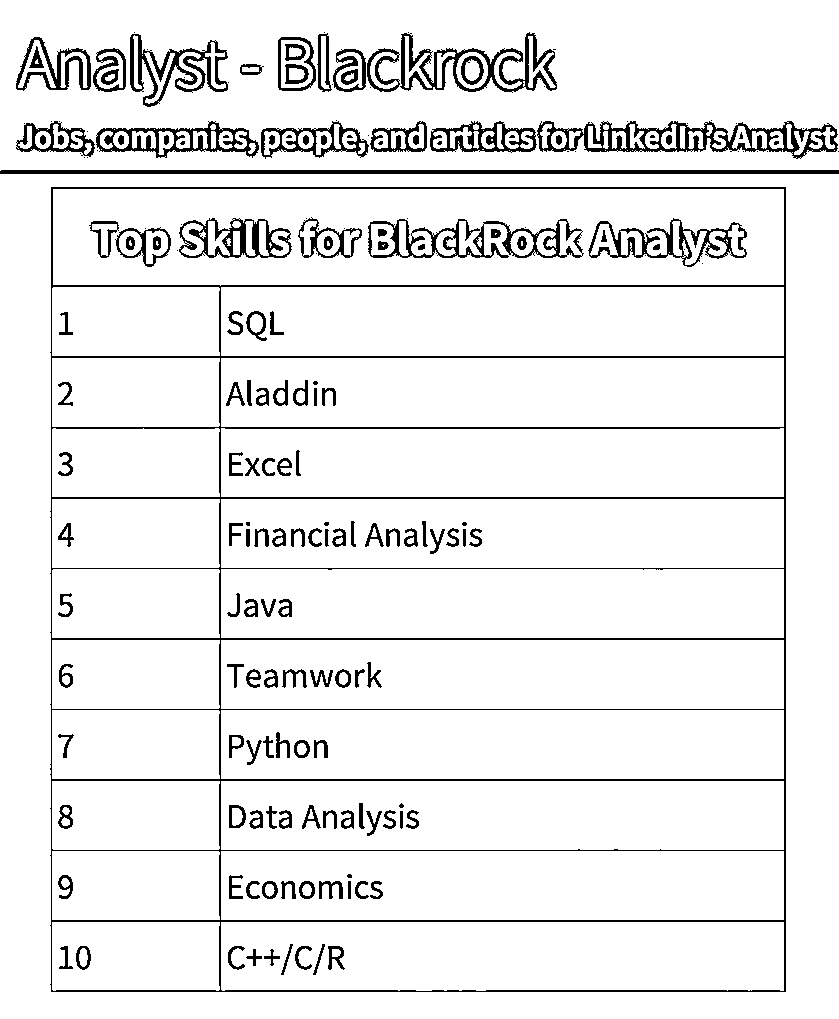 Analyst - Blackrock
Jobs, companies, people, and articles for LinkedIn's Analyst
Top Skills for BlackRock Analyst
1 SQL
2 Aladdin
3 Excel
4 Financial Analysis
5 Java
6 Teamwork
7 Python
8 Data Analysis
9 Economics
10 C++/C/R